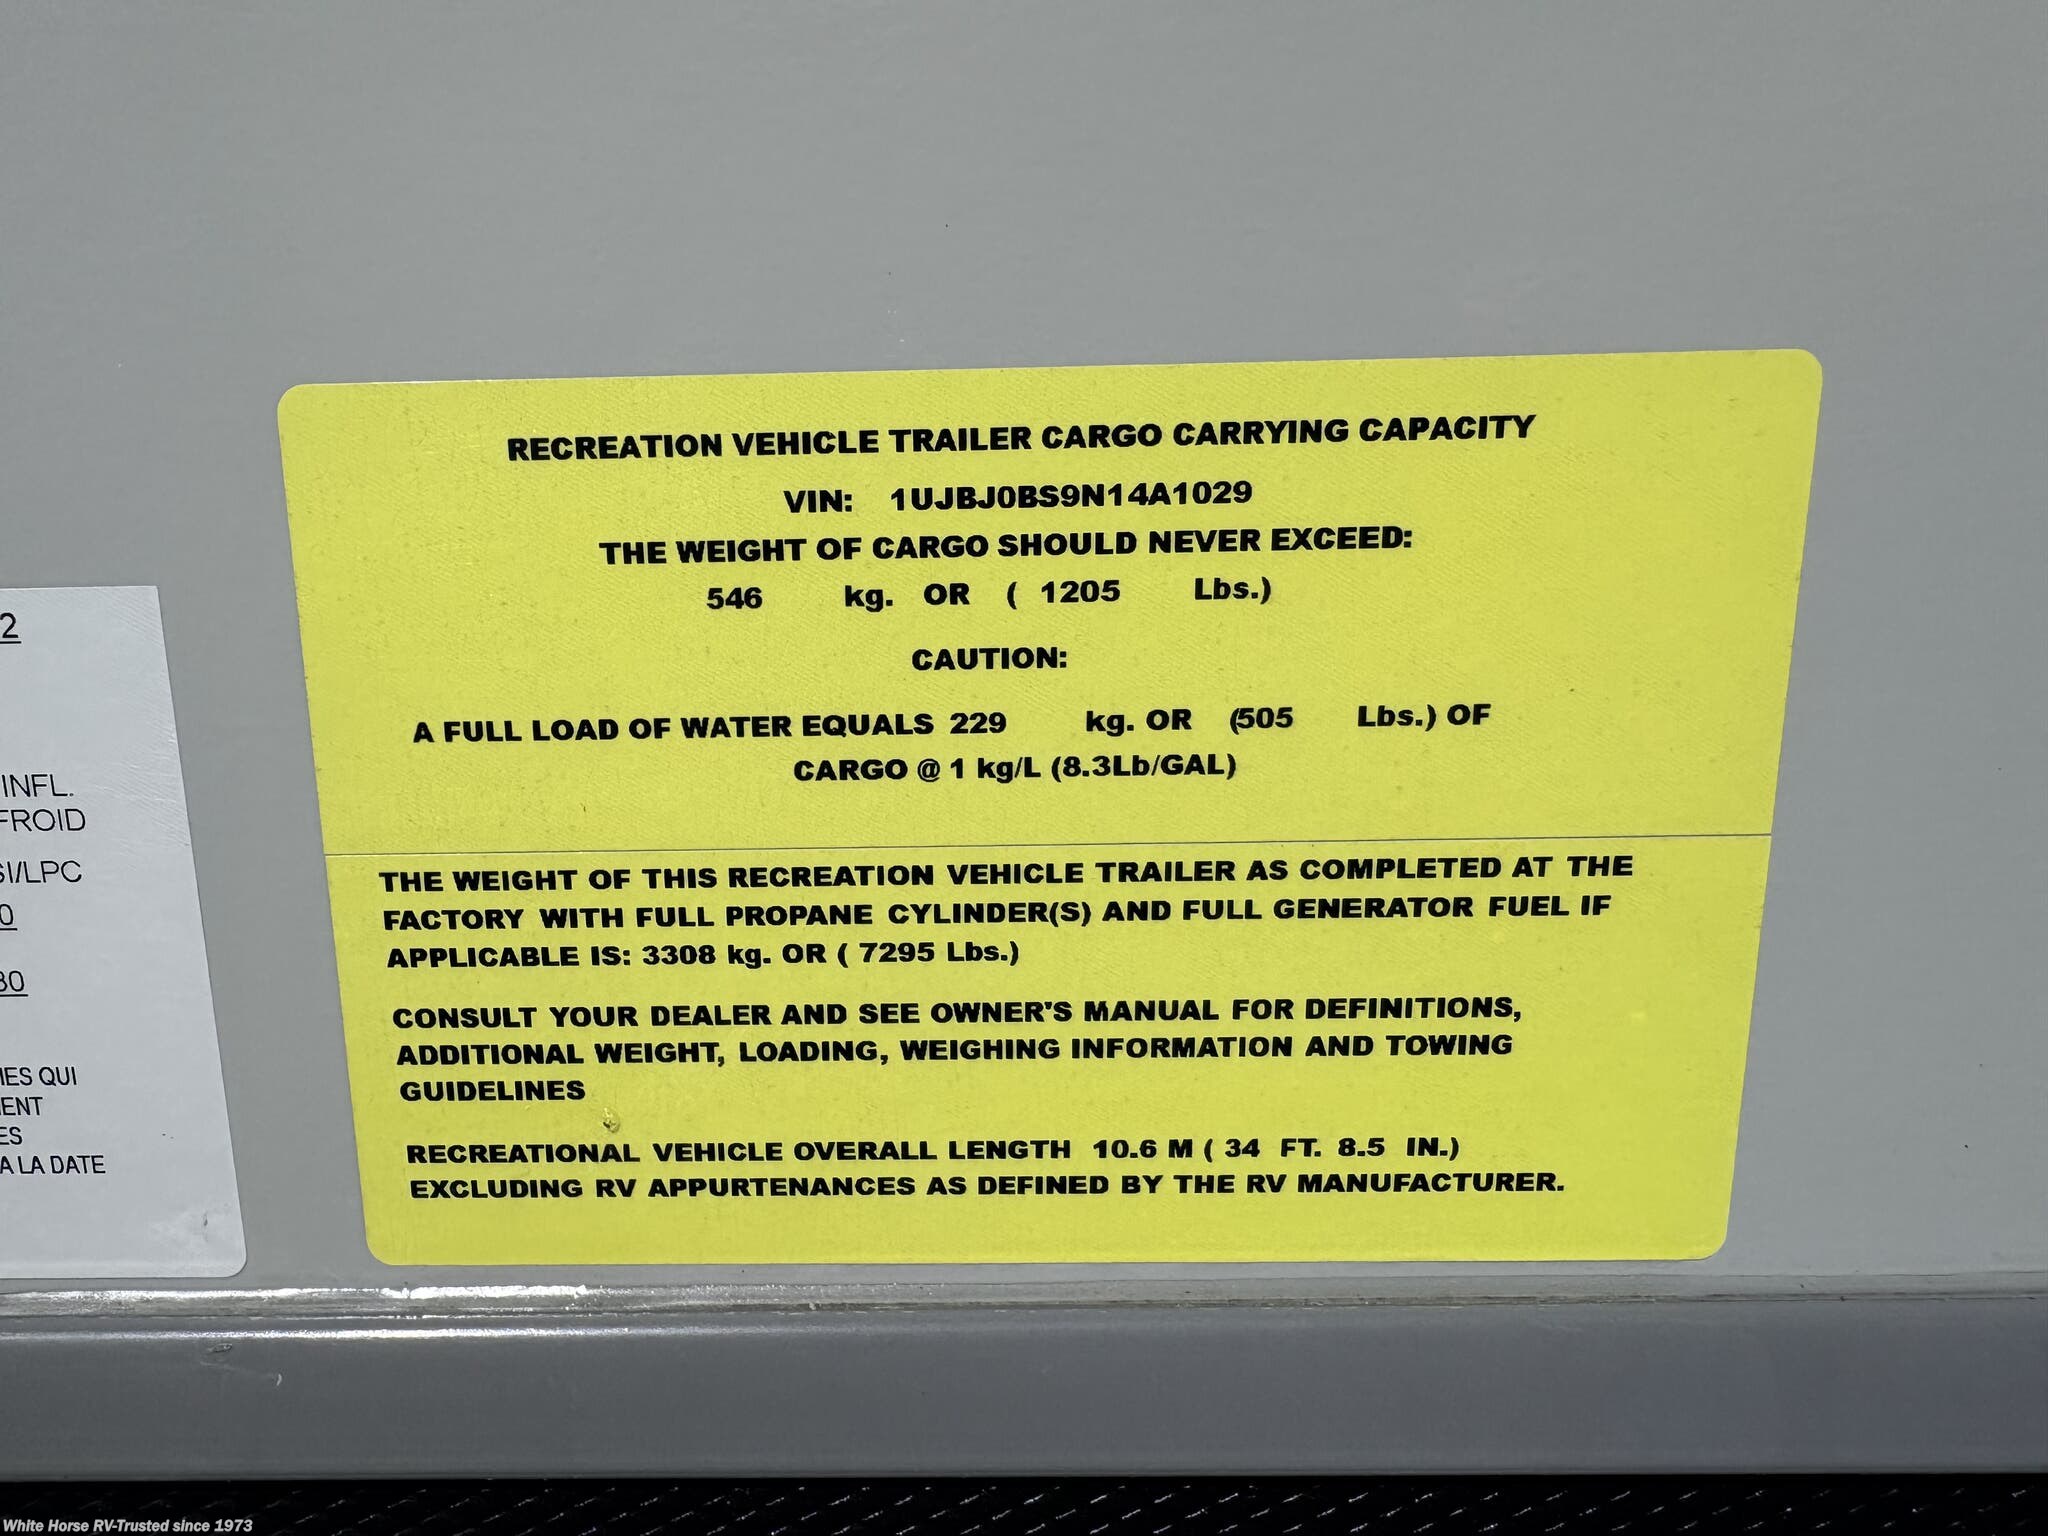 RECREATION VEHICLE TRAILER CARGO CARRYING CAPACITY
VIN: 1UJBJ0BS9N14A1029
THE WEIGHT OF CARGO SHOULD NEVER EXCEED:
546 kg. OR ( 1205 Lbs.)
CAUTION:
A FULL LOAD OF WATER EQUALS 229 kg. OR (505 Lbs.) OF
CARGO @ 1 kg/L (8.3Lb/GAL)
THE WEIGHT OF THIS RECREATION VEHICLE TRAILER AS COMPLETED AT THE
FACTORY WITH FULL PROPANE CYLINDER(S) AND FULL GENERATOR FUEL IF
APPLICABLE IS: 3308 kg. OR ( 7295 Lbs.)
CONSULT YOUR DEALER AND SEE OWNER'S MANUAL FOR DEFINITIONS,
ADDITIONAL WEIGHT, LOADING, WEIGHING INFORMATION AND TOWING
GUIDELINES
RECREATIONAL VEHICLE OVERALL LENGTH 10.6 M ( 34 FT. 8.5 IN.)
EXCLUDING RV APPURTENANCES AS DEFINED BY THE RV MANUFACTURER.
2
INFL.
FROID
SI/LPC
0
80
MES QUI
MENT
ES
A LA DATE
White Horse RV-Trusted since 1973